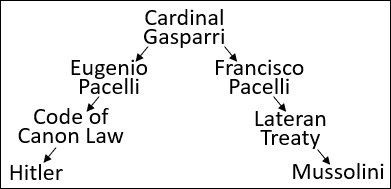 Cardinal
Gasparri
Eugenio
Pacelli
Francisco
Pacelli
Code of
Canon Law
Lateran
Treaty
Hitler
Mussolini